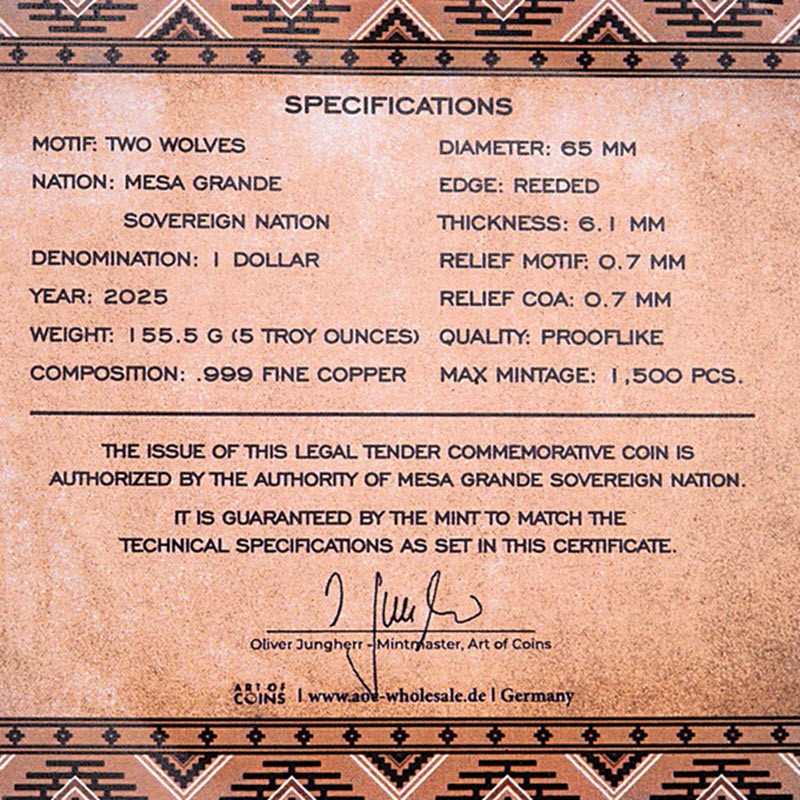 SPECIFICATIONS
MOTIF: TWO WOLVES
NATION: MESA GRANDE
SOVEREIGN NATION
DENOMINATION: 1 DOLLAR
YEAR: 2025
WEIGHT: 155.5 G (5 TROY OUNCES)
COMPOSITION: .999 FINE COPPER
DIAMETER: 65 MM
EDGE: REEDED
THICKNESS: 6.1 MM
RELIEF MOTIF: 0.7 MM
RELIEF COA: 0.7 MM
QUALITY: PROOFLIKE
MAX MINTAGE: 1,500 PCS.
THE ISSUE OF THIS LEGAL TENDER COMMEMORATIVE COIN IS
AUTHORIZED BY THE AUTHORITY OF MESA GRANDE SOVEREIGN NATION.
IT IS GUARANTEED BY THE MINT TO MATCH THE
TECHNICAL SPECIFICATIONS AS SET IN THIS CERTIFICATE.
Oliver Jungherr - Mintmaster, Art of Coins
ART OF
COINS | www.aoc-wholesale.de | Germany